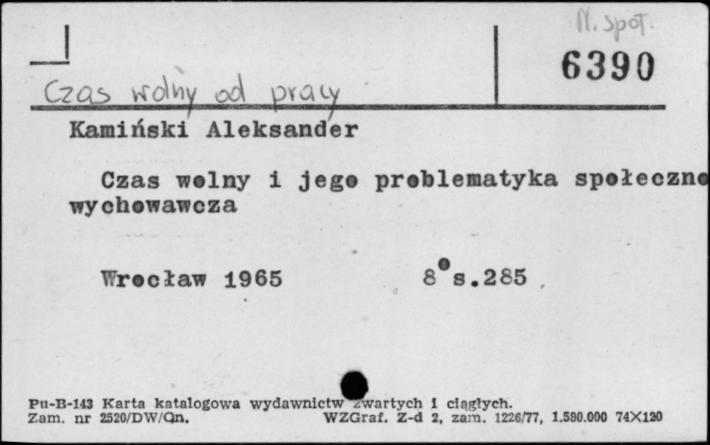 N. społ.
6390
Czas wolny od pracy
Kamiński Aleksander
Czas wolny i jego problematyka społeczno
wychowawcza
Wrocław 1965 8° s.285
Pu-B-143 Karta katalogowa wydawnictw zwartych i ciągłych.
Zam. nr 2520/DW/Qn. WZGraf. Z-d 2, zam. 1226/77, 1.580.000 74X120